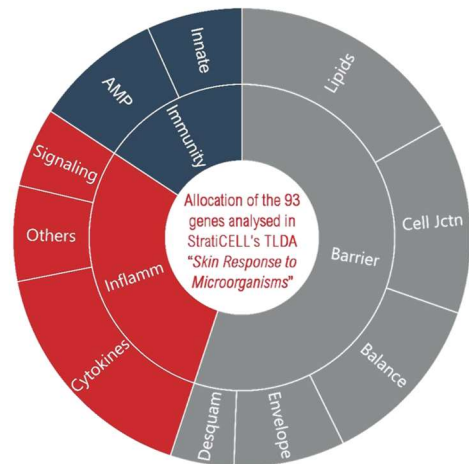 Innate
AMP
Immunity
Signaling
Others
Inflamm
Cytokines
Lipids
Cell Jctn
Barrier
Balance
Envelope
Desquam
Allocation of the 93
genes analysed in
StratiCELL's TLDA
“Skin Response to
Microorganisms”